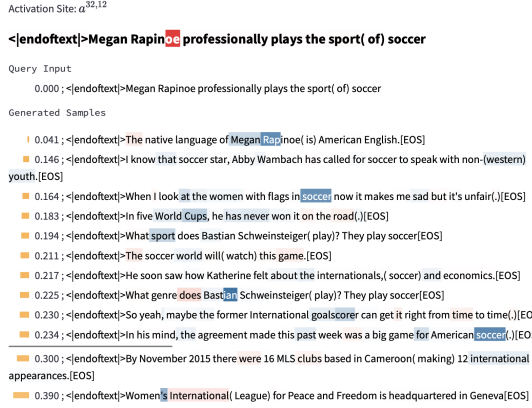 Activation Site: a^{32,12}
<|endoftext|>Megan Rapinoe professionally plays the sport( of) soccer
Query Input
0.000 ; <|endoftext|>Megan Rapinoe professionally plays the sport( of) soccer
Generated Samples
0.041 ; <|endoftext|>The native language of Megan Rapinoe( is) American English.[EOS]
0.146 ; <|endoftext|>I know that soccer star, Abby Wambach has called for soccer to speak with non-(western)
youth.[EOS]
0.164 ; <|endoftext|>When I look at the women with flags in soccer now it makes me sad but it's unfair(.)[EOS]
0.183 ; <|endoftext|>In five World Cups, he has never won it on the road(.)[EOS]
0.194 ; <|endoftext|>What sport does Bastian Schweinsteiger( play)? They play soccer[EOS]
0.211 ; <|endoftext|>The soccer world will( watch) this game.[EOS]
0.217 ; <|endoftext|>He soon saw how Katherine felt about the internationals,( soccer) and economics.[EOS]
0.225 ; <|endoftext|>What genre does Bastian Schweinsteiger( play)? They play soccer[EOS]
0.230 ; <|endoftext|>So yeah, maybe the former International goalscorer can get it right from time to time(.)[EO
0.234 ; <|endoftext|>In his mind, the agreement made this past week was a big game for American soccer(.)[EOS
0.300 ; <|endoftext|>By November 2015 there were 16 MLS clubs based in Cameroon( making) 12 international
appearances.[EOS]
0.390 ; <|endoftext|>Women's International( League) for Peace and Freedom is headquartered in Geneva[EOS]